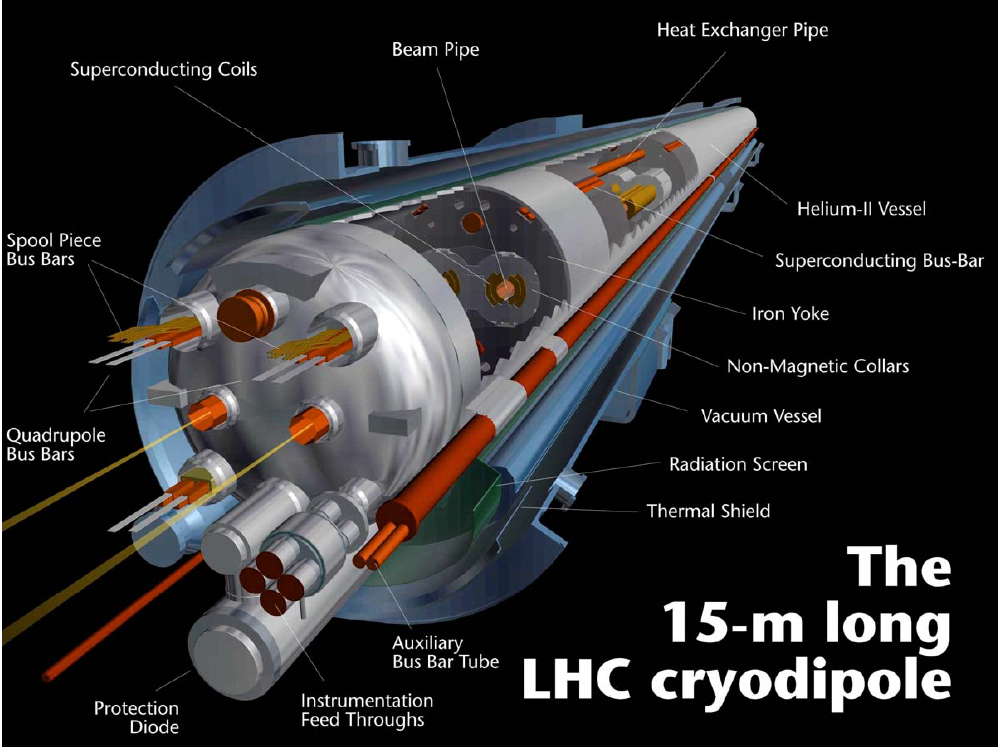 Heat Exchanger Pipe
Beam Pipe
Superconducting Coils
Helium-II Vessel
Spool Piece
Bus Bars
Superconducting Bus-Bar
Iron Yoke
Non-Magnetic Collars
Vacuum Vessel
Quadrupole
Bus Bars
Radiation Screen
Thermal Shield
The
15-m long
LHC cryodipole
Auxiliary
Bus Bar Tube
Instrumentation
Feed Throughs
Protection
Diode